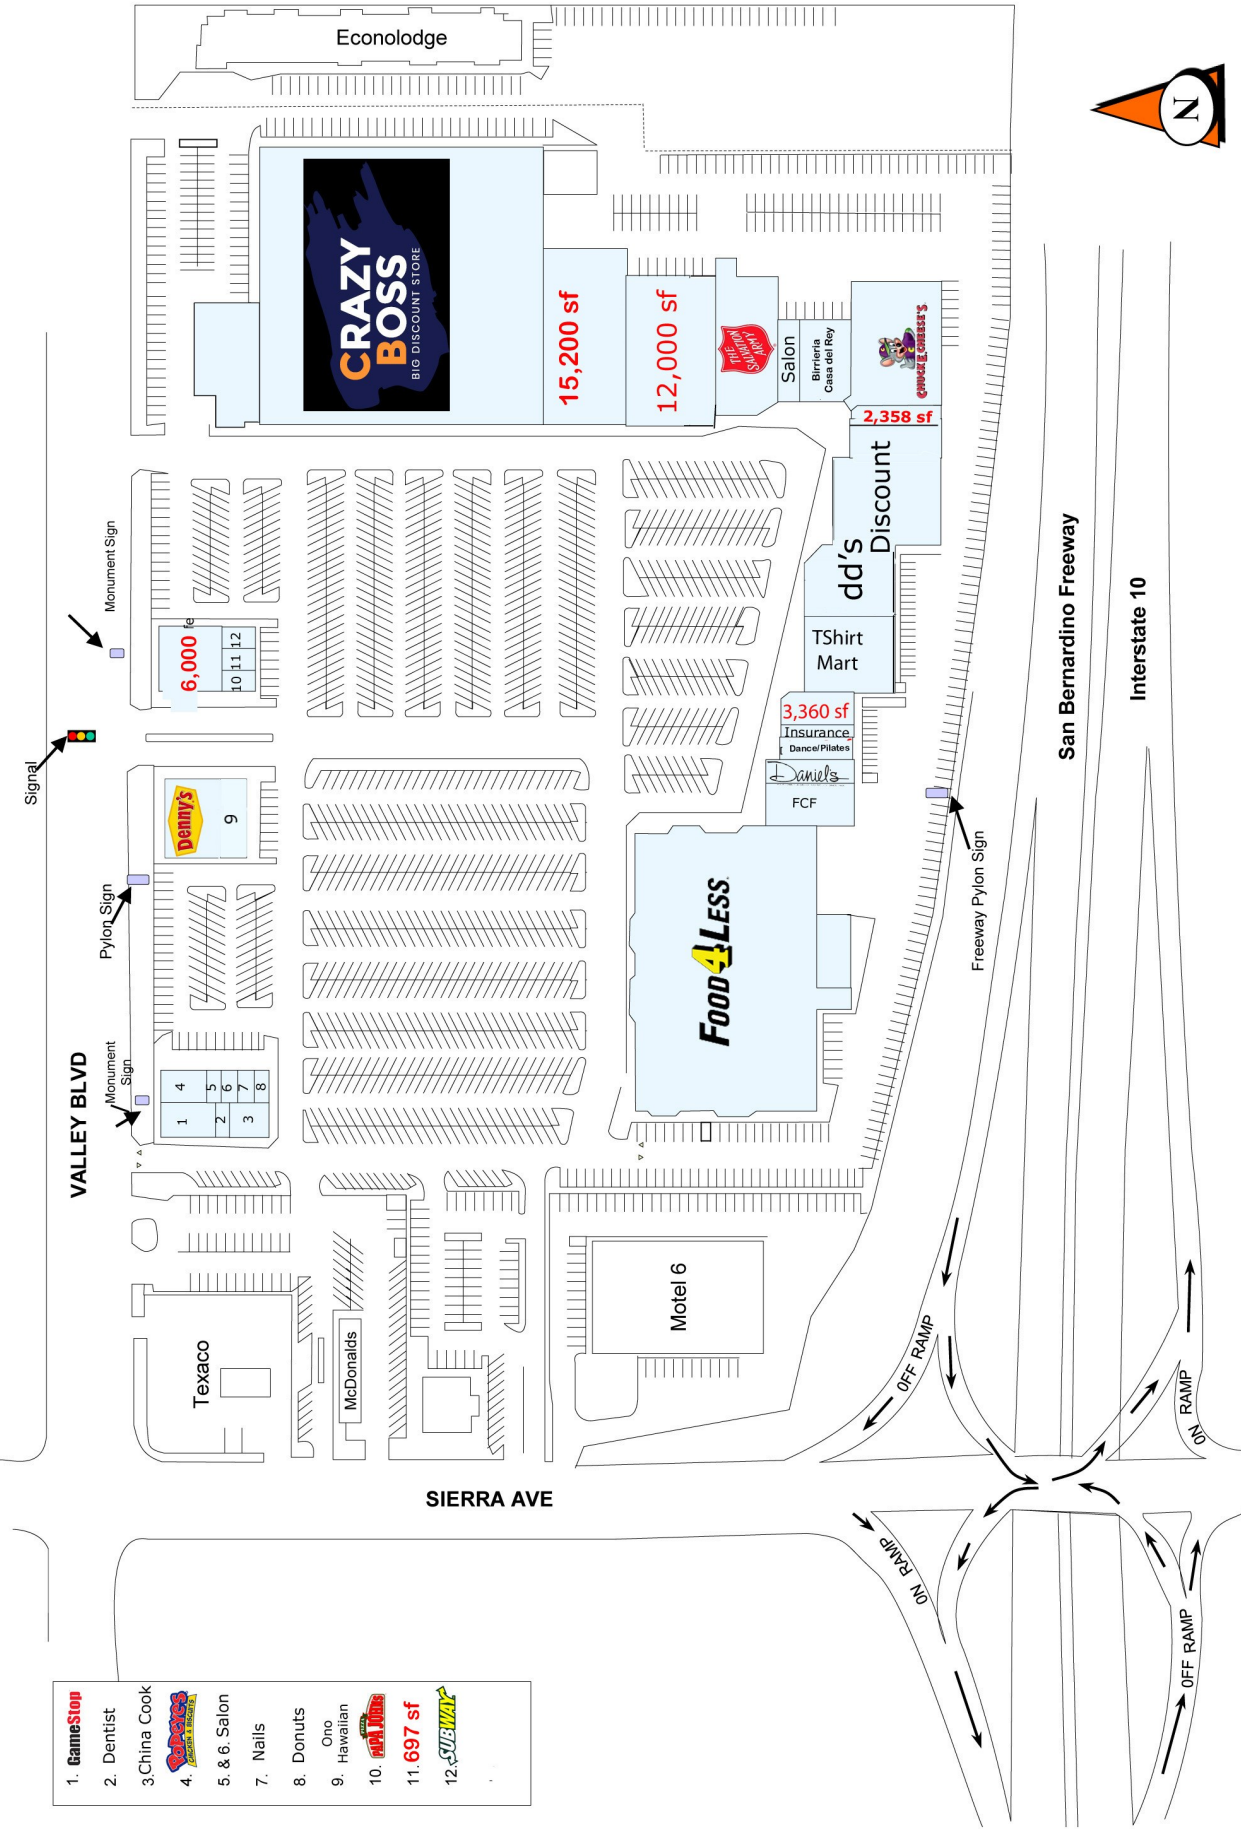 Econolodge
N
CRAZY
BOSS
BIG DISCOUNT STORE
15,200 sf
12,000 sf
THE
SALVATION
ARMY
Salon
Birrieria
Casa del Rey
CHUCK E. CHEESE'S
2,358 sf
dd's
Discount
TShirt
Mart
3,360 sf
Insurance
Dance/Pilates
Daniel's
FCF
FOOD 4 LESS
Monument Sign
6,000 fe
10 11 12
Signal
Denny's
9
Pylon Sign
Monument
Sign
VALLEY BLVD
1
4
2
3
5
6
7
8
Freeway Pylon Sign
San Bernardino Freeway
Interstate 10
Texaco
McDonalds
Motel 6
SIERRA AVE
OFF RAMP
ON RAMP
ON RAMP
OFF RAMP
1. GameStop
2. Dentist
3.China Cook
4. POPEYES
CHICKEN & BISCUITS
5. & 6. Salon
7. Nails
8. Donuts
9. Ono
Hawaiian
10. PIZZA
PAPA JOHNS
11.697 sf
12.SUBWAY